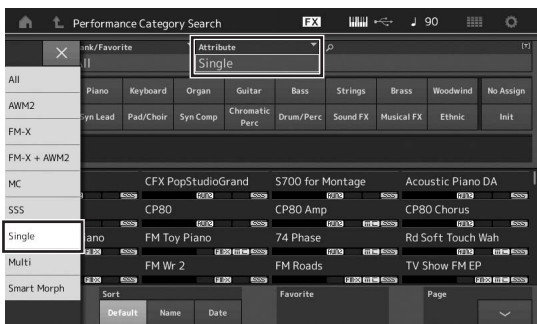 Performance Category Search FX 90
ank/Favorite Attribute
ll Single
All
AWM2
FM-X
FM-X + AWM2
MC
SSS
Single
Multi
Smart Morph
Piano Keyboard Organ Guitar Bass Strings Brass Woodwind No Assign
Syn Lead Pad/Choir Syn Comp Chromatic Perc Drum/Perc Sound FX Musical FX Ethnic Init
CFX PopStudioGrand S700 for Montage Acoustic Piano DA
CP80 CP80 Amp CP80 Chorus
ano FM Toy Piano 74 Phase Rd Soft Touch Wah
FM Wr 2 FM Roads TV Show FM EP
Sort Favorite Page
Default Name Date